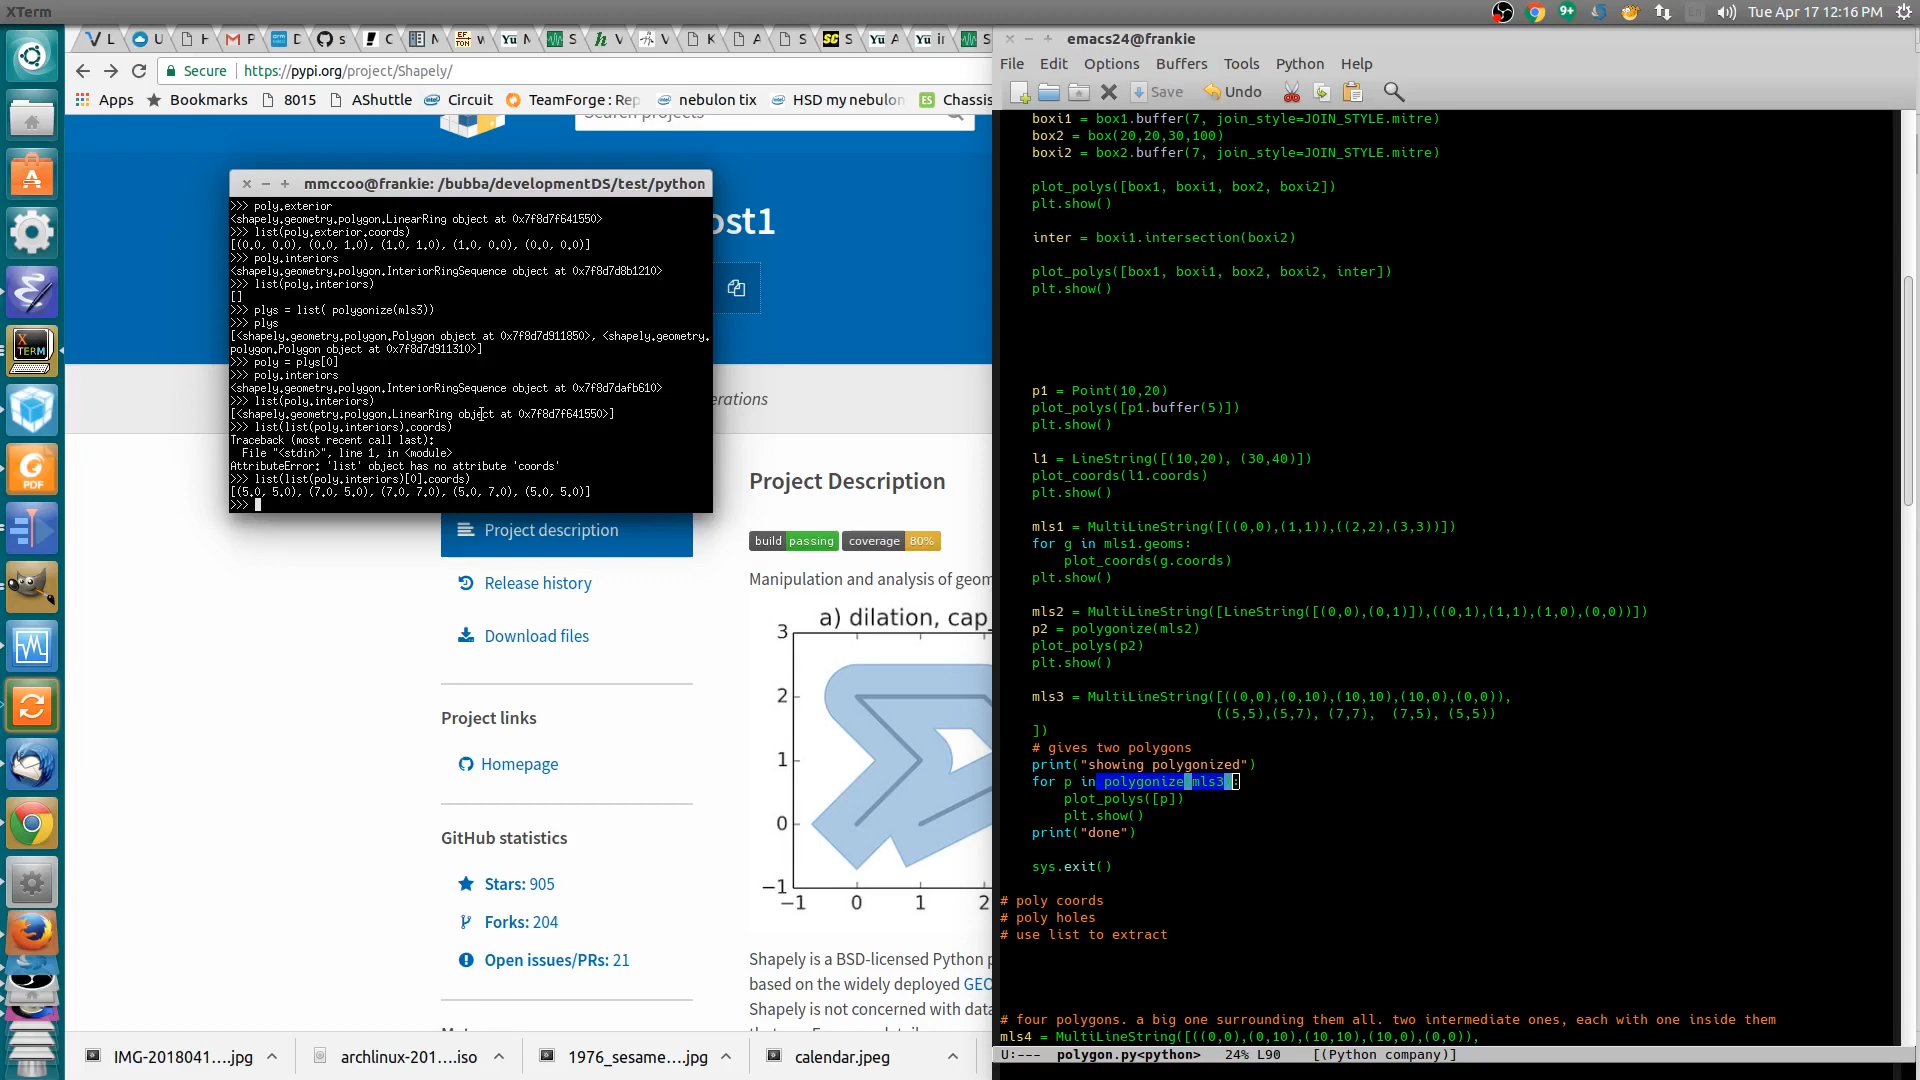 XTerm
9+
En
Tue Apr 17 12:16 PM
Secure
https://pypi.org/project/Shapely/
Apps
Bookmarks
8015
AShuttle
Circuit
TeamForge : Rep
nebulon tix
HSD my nebulon
Chassis
mmccoo@frankie: /bubba/developmentDS/test/python
>>> poly.exterior
<shapely.geometry.polygon.LinearRing object at 0x7f8d7f641550>
>>> list(poly.exterior.coords)
[(0.0, 0.0), (0.0, 1.0), (1.0, 1.0), (1.0, 0.0), (0.0, 0.0)]
>>> poly.interiors
<shapely.geometry.polygon.InteriorRingSequence object at 0x7f8d7d8b1210>
>>> list(poly.interiors)
[]
>>> plys = list( polygonize(mls3))
>>> plys
[<shapely.geometry.polygon.Polygon object at 0x7f8d7d911850>, <shapely.geometry.
polygon.Polygon object at 0x7f8d7d911310>]
>>> poly = plys[0]
>>> poly.interiors
<shapely.geometry.polygon.InteriorRingSequence object at 0x7f8d7dafb610>
>>> list(poly.interiors)
[<shapely.geometry.polygon.LinearRing object at 0x7f8d7f641550>]
>>> list(list(poly.interiors).coords)
Traceback (most recent call last):
  File "<stdin>", line 1, in <module>
AttributeError: 'list' object has no attribute 'coords'
>>> list(list(poly.interiors)[0].coords)
[(5.0, 5.0), (7.0, 5.0), (7.0, 7.0), (5.0, 7.0), (5.0, 5.0)]
>>>
ost1
erations
Project description
Release history
Download files
Project links
Homepage
GitHub statistics
Stars: 905
Forks: 204
Open issues/PRs: 21
Project Description
build passing coverage 80%
Manipulation and analysis of geom
a) dilation, cap_
3
2
1
0
−1
−1 0 1 2
Shapely is a BSD-licensed Python p
based on the widely deployed GEO
Shapely is not concerned with data
IMG-2018041....jpg
archlinux-201....iso
1976_sesame....jpg
calendar.jpeg
emacs24@frankie
File Edit Options Buffers Tools Python Help
Save
Undo
boxi1 = box1.buffer(7, join_style=JOIN_STYLE.mitre)
box2 = box(20,20,30,100)
boxi2 = box2.buffer(7, join_style=JOIN_STYLE.mitre)
plot_polys([box1, boxi1, box2, boxi2])
plt.show()
inter = boxi1.intersection(boxi2)
plot_polys([box1, boxi1, box2, boxi2, inter])
plt.show()
p1 = Point(10,20)
plot_polys([p1.buffer(5)])
plt.show()
l1 = LineString([(10,20), (30,40)])
plot_coords(l1.coords)
plt.show()
mls1 = MultiLineString([((0,0),(1,1)),((2,2),(3,3))])
for g in mls1.geoms:
    plot_coords(g.coords)
plt.show()
mls2 = MultiLineString([LineString([(0,0),(0,1)]),((0,1),(1,1),(1,0),(0,0))])
p2 = polygonize(mls2)
plot_polys(p2)
plt.show()
mls3 = MultiLineString([((0,0),(0,10),(10,10),(10,0),(0,0)),
((5,5),(5,7), (7,7),  (7,5), (5,5))
])
# gives two polygons
print("showing polygonized")
for p in polygonize(mls3):
    plot_polys([p])
    plt.show()
print("done")
sys.exit()
# poly coords
# poly holes
# use list to extract
# four polygons. a big one surrounding them all. two intermediate ones, each with one inside them
mls4 = MultiLineString([((0,0),(0,10),(10,10),(10,0),(0,0)),
U:--- polygon.py<python> 24% L90 [(Python company)]